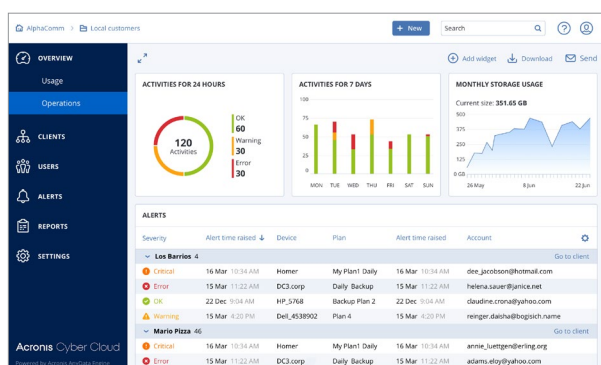 AlphaComm > Local customers
+ New
Search
OVERVIEW
Usage
Operations
CLIENTS
USERS
ALERTS
REPORTS
SETTINGS
Acronis Cyber Cloud
Powered by Acronis AnyData Engine
Add widget Download Send
ACTIVITIES FOR 24 HOURS
120
Activities
OK
60
Warning
30
Error
30
ACTIVITIES FOR 7 DAYS
100
75
50
25
0
MON TUE WED THU FRI SAT SUN
MONTHLY STORAGE USAGE
Current size: 351.65 GB
500
375
250
125
0 GB
26 May 8 Jun 22 Jun
ALERTS
Severity Alert time raised ↓ Device Plan Alert time raised Account
Los Barrios 4 Go to client
Critical 16 Mar 10:34 AM Homer My Plan1 Daily 16 Mar 10:34 AM dee_jacobson@hotmail.com
Error 15 Mar 11:22 AM DC3.corp Daily Backup 15 Mar 11:22 AM helena.sauer@janice.net
OK 22 Dec 9:04 AM HP_5768 Backup Plan 2 22 Dec 9:04 AM claudine.crona@yahoo.com
Warning 15 Mar 4:20 PM Dell_4538902 Plan 4 15 Mar 4:20 PM reinger.daisha@bogisich.name
Mario Pizza 46 Go to client
Critical 16 Mar 10:34 AM Homer My Plan1 Daily 16 Mar 10:34 AM annie_luettgen@erling.org
Error 15 Mar 11:22 AM DC3.corp Daily Backup 15 Mar 11:22 AM adams.eloy@yahoo.com